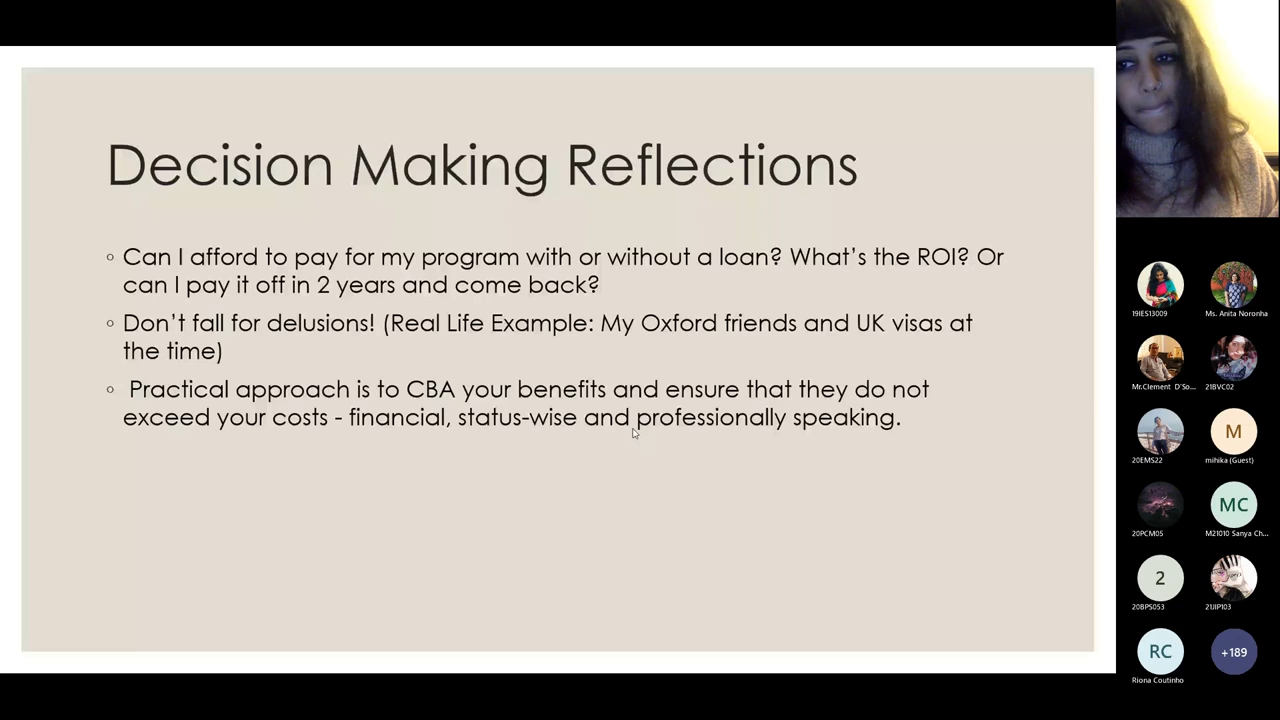 Decision Making Reflections
◦ Can I afford to pay for my program with or without a loan? What's the ROI? Or
can I pay it off in 2 years and come back?
◦ Don't fall for delusions! (Real Life Example: My Oxford friends and UK visas at
the time)
◦ Practical approach is to CBA your benefits and ensure that they do not
exceed your costs - financial, status-wise and professionally speaking.
19IES13009
Ms. Anita Noronha
Mr.Clement D'So...
21BVC02
20EMS22
M
mihika (Guest)
20PCM05
MC
M21010 Sanya Ch...
2
20BPS053
21JIP103
RC
Riona Coutinho
+189